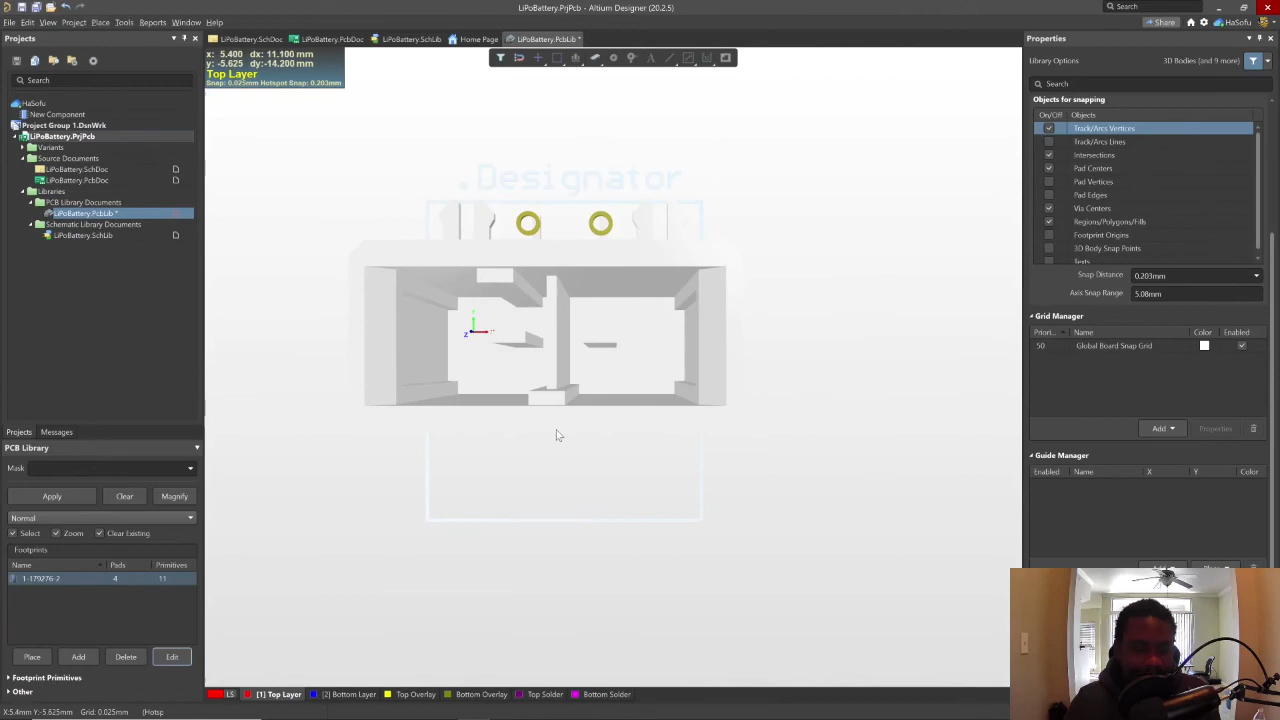 LiPoBattery.PrjPcb - Altium Designer (20.2.5)
Search
File Edit View Project Place Tools Reports Window Help
Share
HaSofu
Projects
LiPoBattery.SchDoc
LiPoBattery.PcbDoc
LiPoBattery.SchLib
Home Page
LiPoBattery.PcbLib *
Properties
x: 5.400 dx: 11.100 mm
y: -5.625 dy:-14.200 mm
Top Layer
Snap: 0.025mm Hotspot Snap: 0.203mm
Library Options
3D Bodies (and 9 more)
Search
Search
HaSofu
New Component
Project Group 1.DsnWrk
LiPoBattery.PrjPcb
Variants
Source Documents
LiPoBattery.SchDoc
LiPoBattery.PcbDoc
Libraries
PCB Library Documents
LiPoBattery.PcbLib *
Schematic Library Documents
LiPoBattery.SchLib
.Designator
Objects for snapping
On/Off Objects
Track/Arcs Vertices
Track/Arcs Lines
Intersections
Pad Centers
Pad Vertices
Pad Edges
Via Centers
Regions/Polygons/Fills
Footprint Origins
3D Body Snap Points
Texts
Snap Distance 0.203mm
Axis Snap Range 5.08mm
Grid Manager
Priori... Name Color Enabled
50 Global Board Snap Grid
Add Properties
Guide Manager
Enabled Name X Y Color
Projects Messages
PCB Library
Mask
Apply Clear Magnify
Normal
Select Zoom Clear Existing
Footprints
Name Pads Primitives
1-179276-2 4 11
Place Add Delete Edit
Footprint Primitives
Other
LS [1] Top Layer [2] Bottom Layer Top Overlay Bottom Overlay Top Solder Bottom Solder
X:5.4mm Y:-5.625mm Grid: 0.025mm (Hotsp